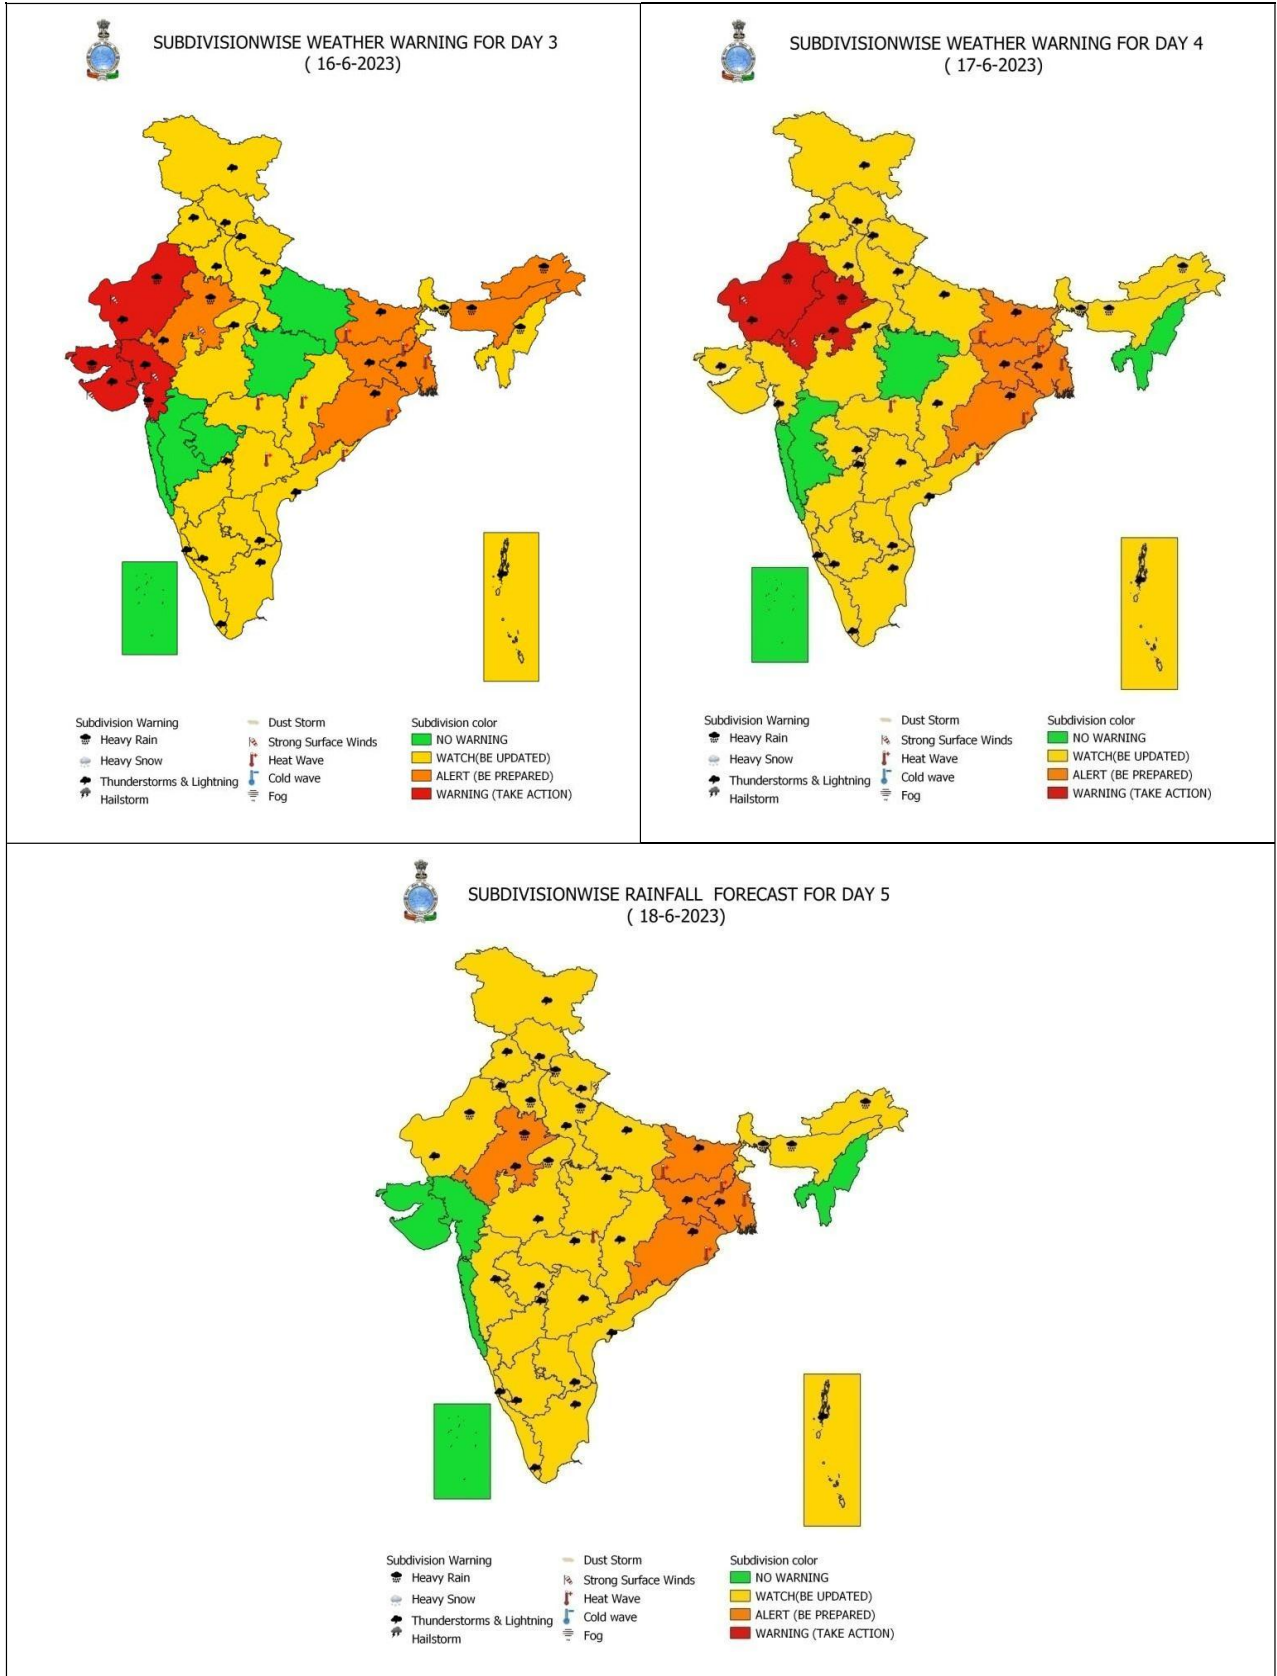 SUBDIVISIONWISE WEATHER WARNING FOR DAY 3
( 16-6-2023)
Subdivision Warning
Heavy Rain
Heavy Snow
Thunderstorms & Lightning
Hailstorm
Dust Storm
Strong Surface Winds
Heat Wave
Cold wave
Fog
Subdivision color
NO WARNING
WATCH(BE UPDATED)
ALERT (BE PREPARED)
WARNING (TAKE ACTION)
SUBDIVISIONWISE WEATHER WARNING FOR DAY 4
( 17-6-2023)
Subdivision Warning
Heavy Rain
Heavy Snow
Thunderstorms & Lightning
Hailstorm
Dust Storm
Strong Surface Winds
Heat Wave
Cold wave
Fog
Subdivision color
NO WARNING
WATCH(BE UPDATED)
ALERT (BE PREPARED)
WARNING (TAKE ACTION)
SUBDIVISIONWISE RAINFALL FORECAST FOR DAY 5
( 18-6-2023)
Subdivision Warning
Heavy Rain
Heavy Snow
Thunderstorms & Lightning
Hailstorm
Dust Storm
Strong Surface Winds
Heat Wave
Cold wave
Fog
Subdivision color
NO WARNING
WATCH(BE UPDATED)
ALERT (BE PREPARED)
WARNING (TAKE ACTION)